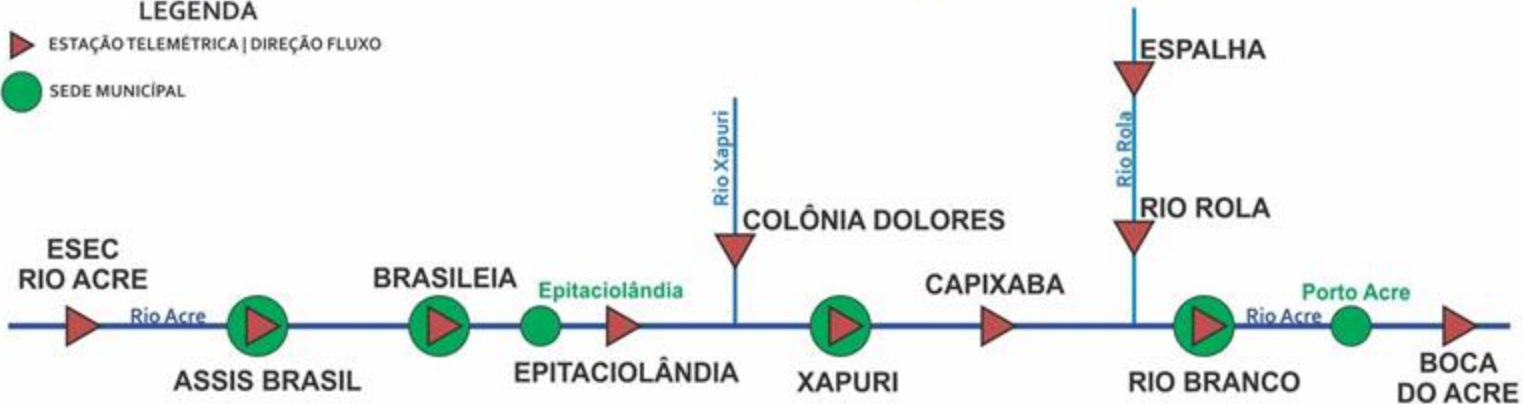 LEGENDA
ESTAÇÃO TELEMÉTRICA | DIREÇÃO FLUXO
SEDE MUNICÍPAL
ESPALHA
Rio Xapuri
Rio Rola
COLÔNIA DOLORES
RIO ROLA
ESEC
RIO ACRE
Rio Acre
BRASILEIA
Epitaciolândia
CAPIXABA
Porto Acre
Rio Acre
ASSIS BRASIL
EPITACIOLÂNDIA
XAPURI
RIO BRANCO
BOCA
DO ACRE